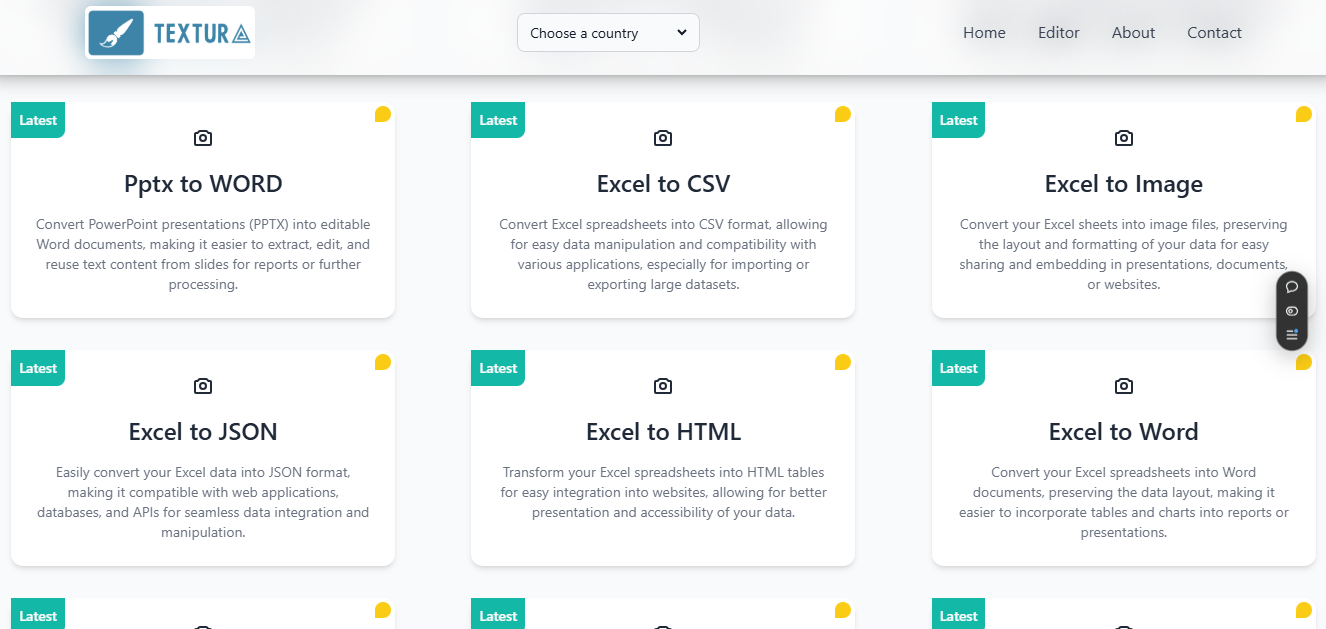 TEXTURA
Choose a country
Home Editor About Contact
Latest
Pptx to WORD
Convert PowerPoint presentations (PPTX) into editable
Word documents, making it easier to extract, edit, and
reuse text content from slides for reports or further
processing.
Latest
Excel to CSV
Convert Excel spreadsheets into CSV format, allowing
for easy data manipulation and compatibility with
various applications, especially for importing or
exporting large datasets.
Latest
Excel to Image
Convert your Excel sheets into image files, preserving
the layout and formatting of your data for easy
sharing and embedding in presentations, documents,
or websites.
Latest
Excel to JSON
Easily convert your Excel data into JSON format,
making it compatible with web applications,
databases, and APIs for seamless data integration and
manipulation.
Latest
Excel to HTML
Transform your Excel spreadsheets into HTML tables
for easy integration into websites, allowing for better
presentation and accessibility of your data.
Latest
Excel to Word
Convert your Excel spreadsheets into Word
documents, preserving the data layout, making it
easier to incorporate tables and charts into reports or
presentations.
Latest
Latest
Latest